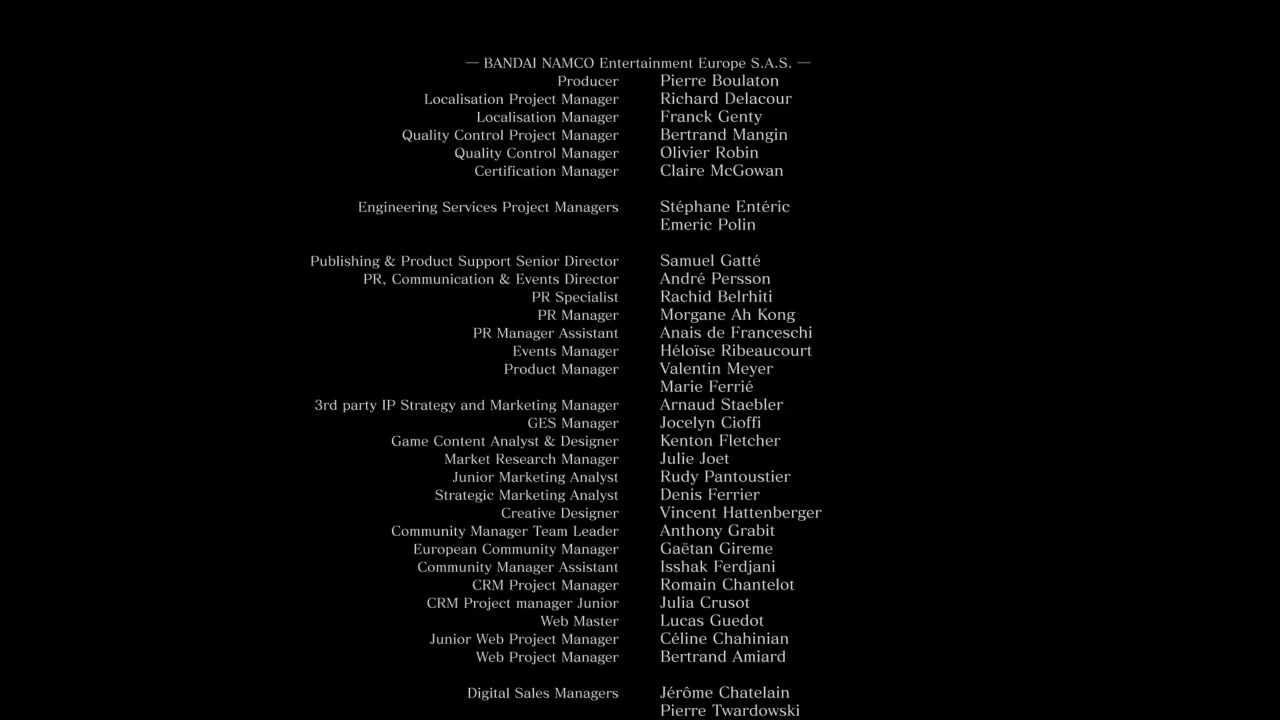 — BANDAI NAMCO Entertainment Europe S.A.S. —
Producer Pierre Boulaton
Localisation Project Manager Richard Delacour
Localisation Manager Franck Genty
Quality Control Project Manager Bertrand Mangin
Quality Control Manager Olivier Robin
Certification Manager Claire McGowan
Engineering Services Project Managers Stéphane Entéric
Emeric Polin
Publishing & Product Support Senior Director Samuel Gatté
PR, Communication & Events Director André Persson
PR Specialist Rachid Belrhiti
PR Manager Morgane Ah Kong
PR Manager Assistant Anais de Franceschi
Events Manager Héloïse Ribeaucourt
Product Manager Valentin Meyer
Marie Ferrié
3rd party IP Strategy and Marketing Manager Arnaud Staebler
GES Manager Jocelyn Cioffi
Game Content Analyst & Designer Kenton Fletcher
Market Research Manager Julie Joet
Junior Marketing Analyst Rudy Pantoustier
Strategic Marketing Analyst Denis Ferrier
Creative Designer Vincent Hattenberger
Community Manager Team Leader Anthony Grabit
European Community Manager Gaëtan Gireme
Community Manager Assistant Isshak Ferdjani
CRM Project Manager Romain Chantelot
CRM Project manager Junior Julia Crusot
Web Master Lucas Guedot
Junior Web Project Manager Céline Chahinian
Web Project Manager Bertrand Amiard
Digital Sales Managers Jérôme Chatelain
Pierre Twardowski